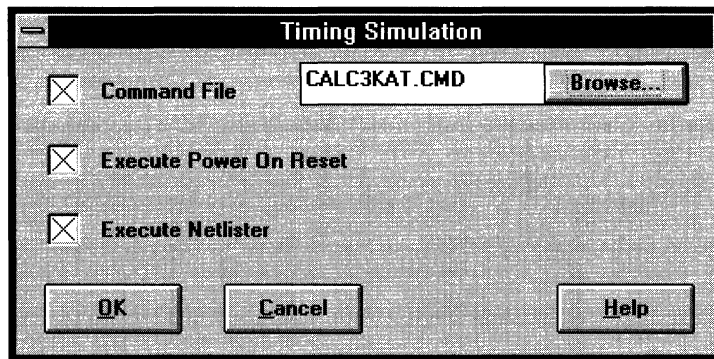 Timing Simulation
Command File CALC3KAT.CMD Browse...
Execute Power On Reset
Execute Netlister
OK Cancel Help